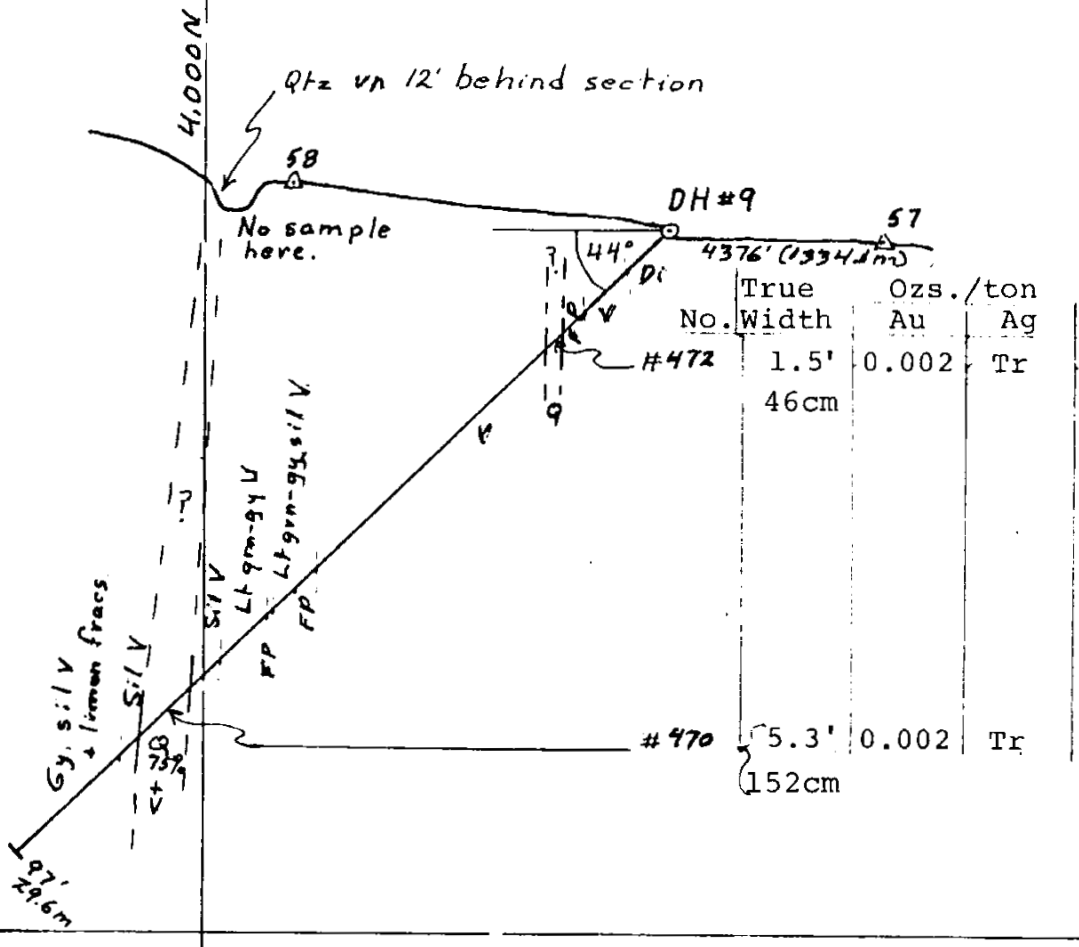 4,000N
Qtz vn 12' behind section
58
No sample
here.
DH #9
57
44°
4376' (1334.1m)
?
Di
V
True Ozs./ton
No. Width Au Ag
#472 1.5' 0.002 Tr
46cm
Q
V
?
Lt grn-gy sil V
Lt grn-gy V
Sil V
FP
FP
Gy, sil V
+ limon fracs
Sil V
Q
75%
+V
#470 5.3' 0.002 Tr
152cm
97'
29.6m